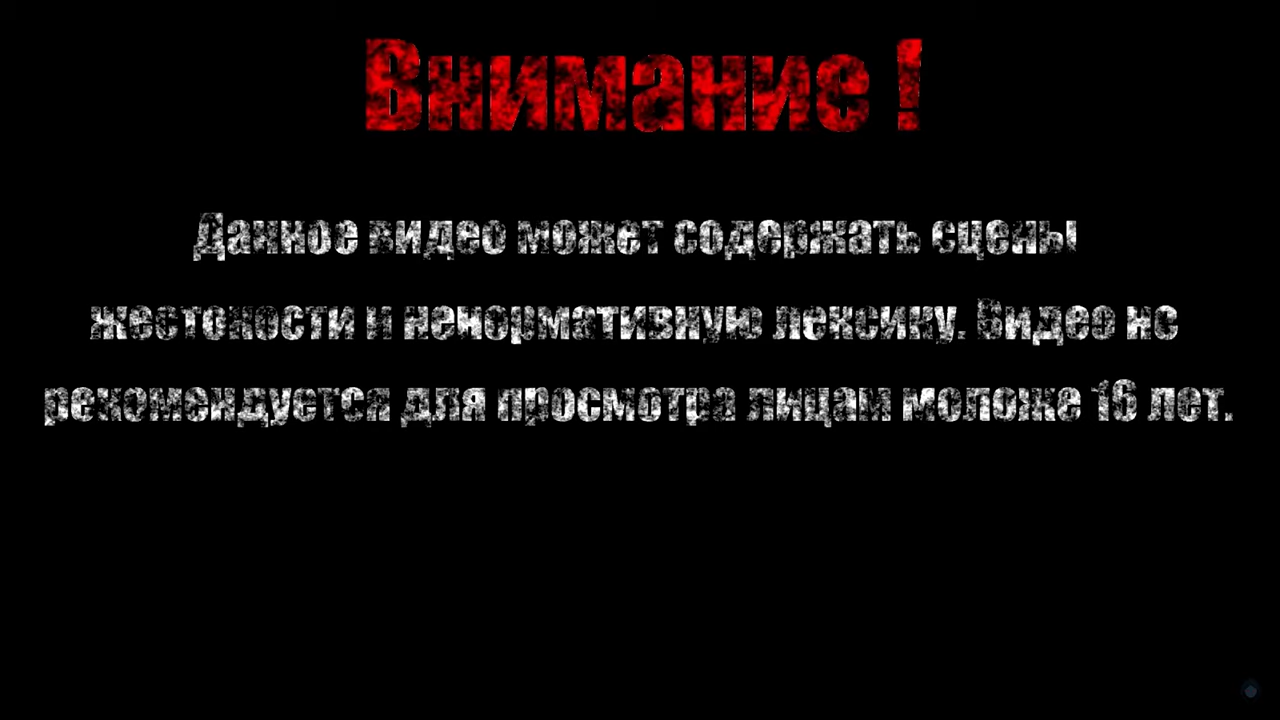 Внимание !
Данное видео может содержать сцены
жестокости и ненормативную лексику. Видео не
рекомендуется для просмотра лицам моложе 16 лет.